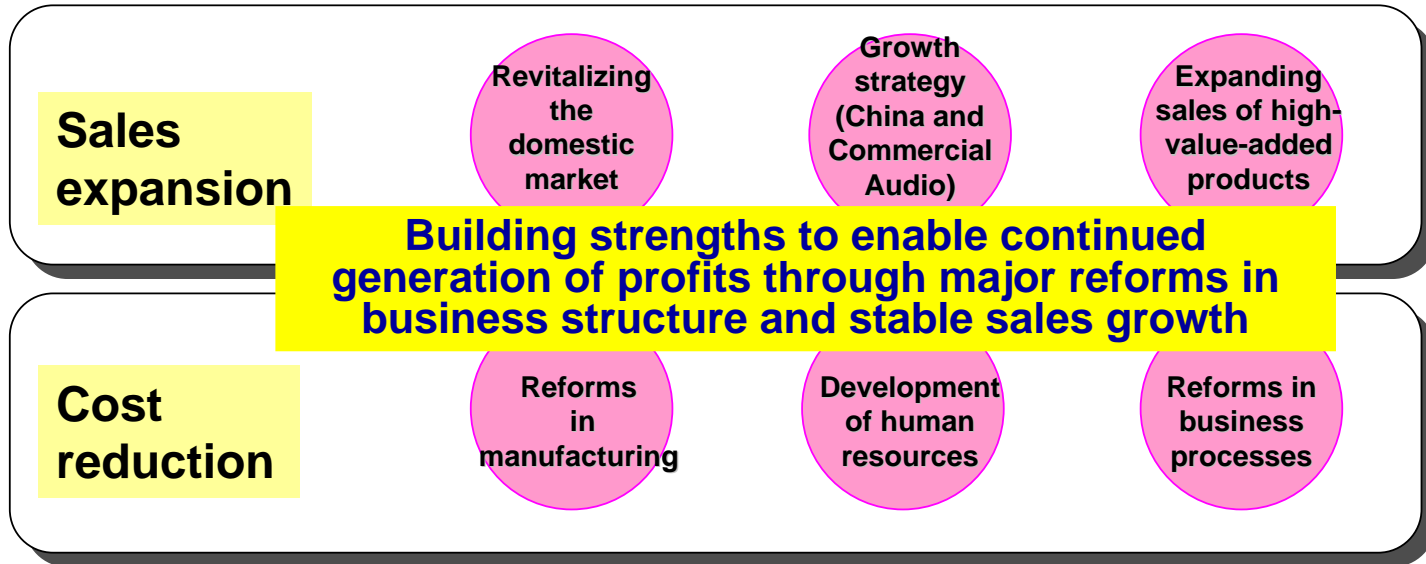 Sales
expansion
Revitalizing
the
domestic
market
Growth
strategy
(China and
Commercial
Audio)
Expanding
sales of high-
value-added
products
Building strengths to enable continued
generation of profits through major reforms in
business structure and stable sales growth
Cost
reduction
Reforms
in
manufacturing
Development
of human
resources
Reforms in
business
processes